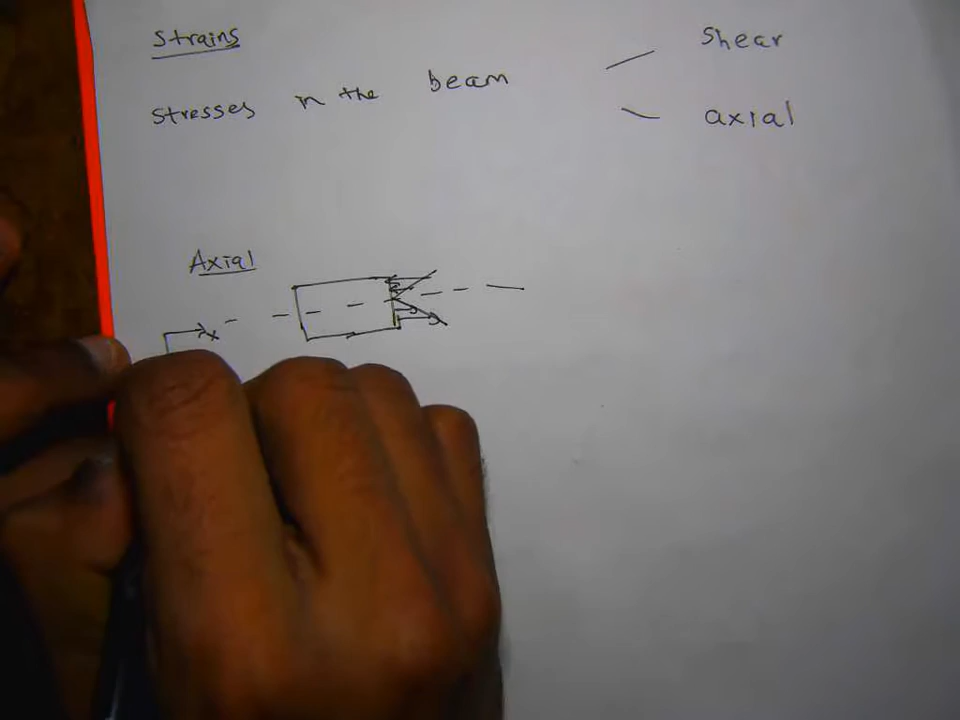 Strains
Stresses in the beam
shear
axial
Axial
x